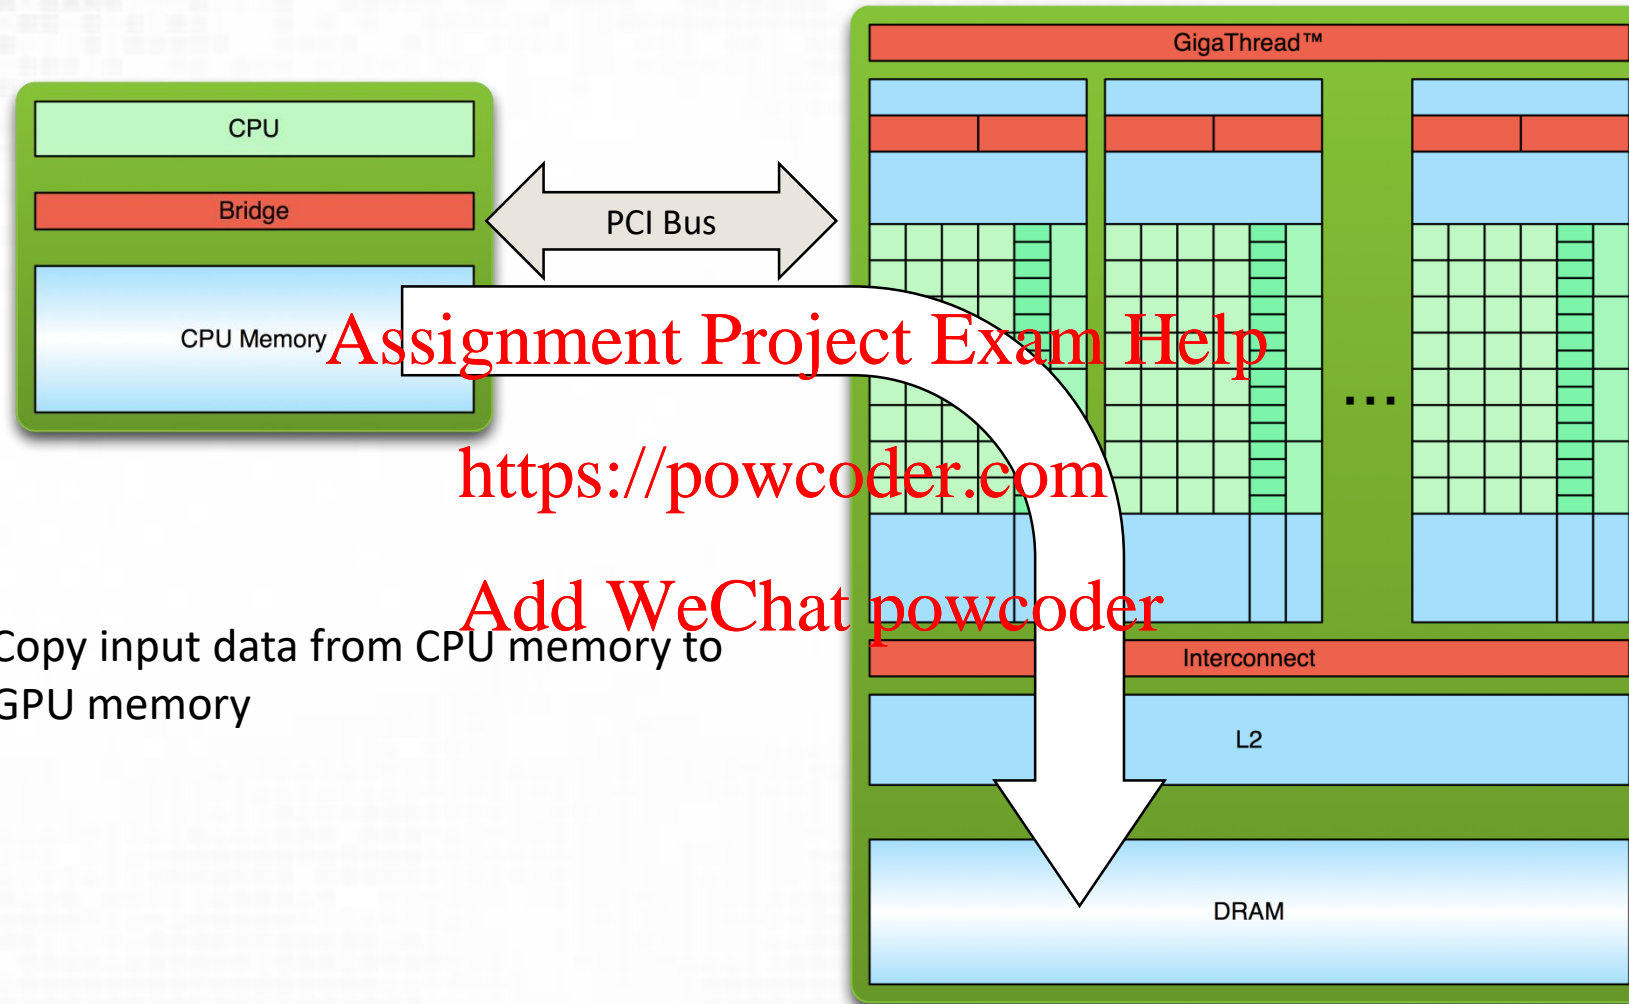 GigaThread™
CPU
Bridge
PCI Bus
CPU Memory
Assignment Project Exam Help
...
https://powcoder.com
Add WeChat powcoder
Copy input data from CPU memory to
GPU memory
Interconnect
L2
DRAM